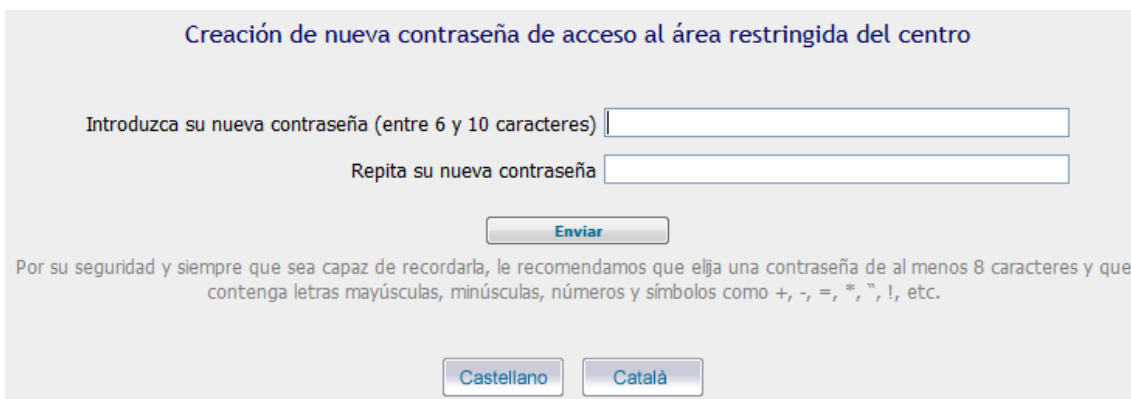 Creación de nueva contraseña de acceso al área restringida del centro
Introduzca su nueva contraseña (entre 6 y 10 caracteres)
Repita su nueva contraseña
Enviar
Por su seguridad y siempre que sea capaz de recordarla, le recomendamos que elija una contraseña de al menos 8 caracteres y que
contenga letras mayúsculas, minúsculas, números y símbolos como +, -, =, *, ‟, !, etc.
Castellano Català